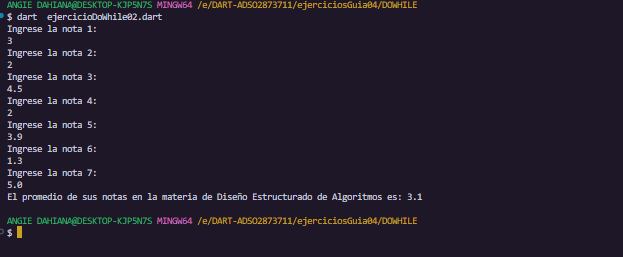 ANGIE DAHIANA@DESKTOP-KJP5N7S MINGW64 /e/DART-ADSO2873711/ejerciciosGuia04/DOWHILE
$ dart  ejercicioDoWhile02.dart
Ingrese la nota 1:
3
Ingrese la nota 2:
2
Ingrese la nota 3:
4.5
Ingrese la nota 4:
2
Ingrese la nota 5:
3.9
Ingrese la nota 6:
1.3
Ingrese la nota 7:
5.0
El promedio de sus notas en la materia de Diseño Estructurado de Algoritmos es: 3.1
ANGIE DAHIANA@DESKTOP-KJP5N7S MINGW64 /e/DART-ADSO2873711/ejerciciosGuia04/DOWHILE
$